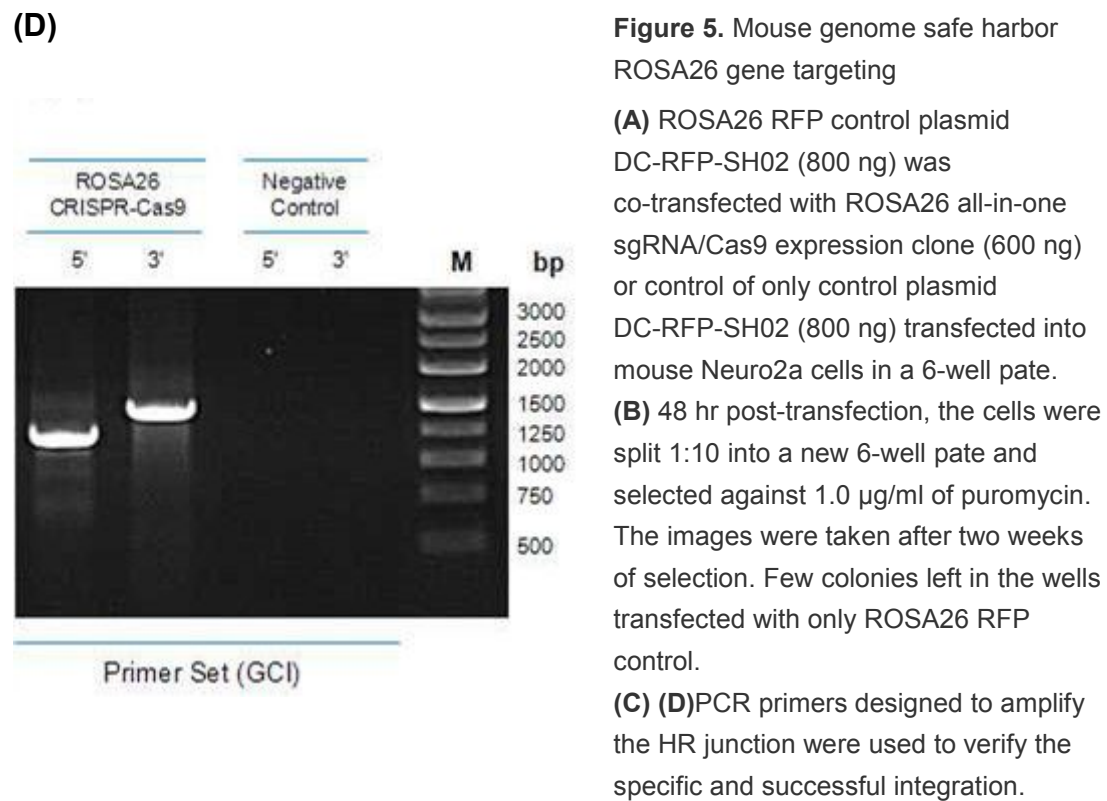 (D)
ROSA26
CRISPR-Cas9
Negative
Control
5' 3' 5' 3' M bp
3000
2500
2000
1500
1250
1000
750
500
Primer Set (GCI)
Figure 5. Mouse genome safe harbor
ROSA26 gene targeting
(A) ROSA26 RFP control plasmid
DC-RFP-SH02 (800 ng) was
co-transfected with ROSA26 all-in-one
sgRNA/Cas9 expression clone (600 ng)
or control of only control plasmid
DC-RFP-SH02 (800 ng) transfected into
mouse Neuro2a cells in a 6-well pate.
(B) 48 hr post-transfection, the cells were
split 1:10 into a new 6-well pate and
selected against 1.0 μg/ml of puromycin.
The images were taken after two weeks
of selection. Few colonies left in the wells
transfected with only ROSA26 RFP
control.
(C) (D)PCR primers designed to amplify
the HR junction were used to verify the
specific and successful integration.